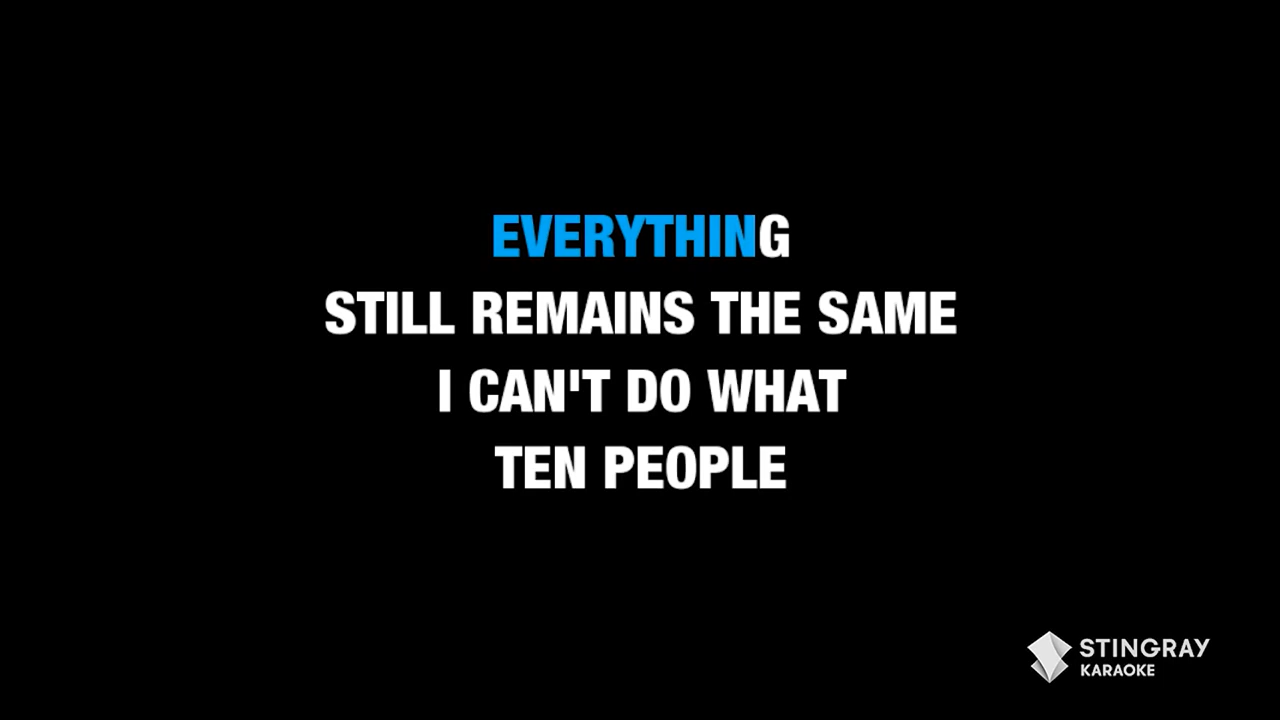 EVERYTHING
STILL REMAINS THE SAME
I CAN'T DO WHAT
TEN PEOPLE
STINGRAY
KARAOKE